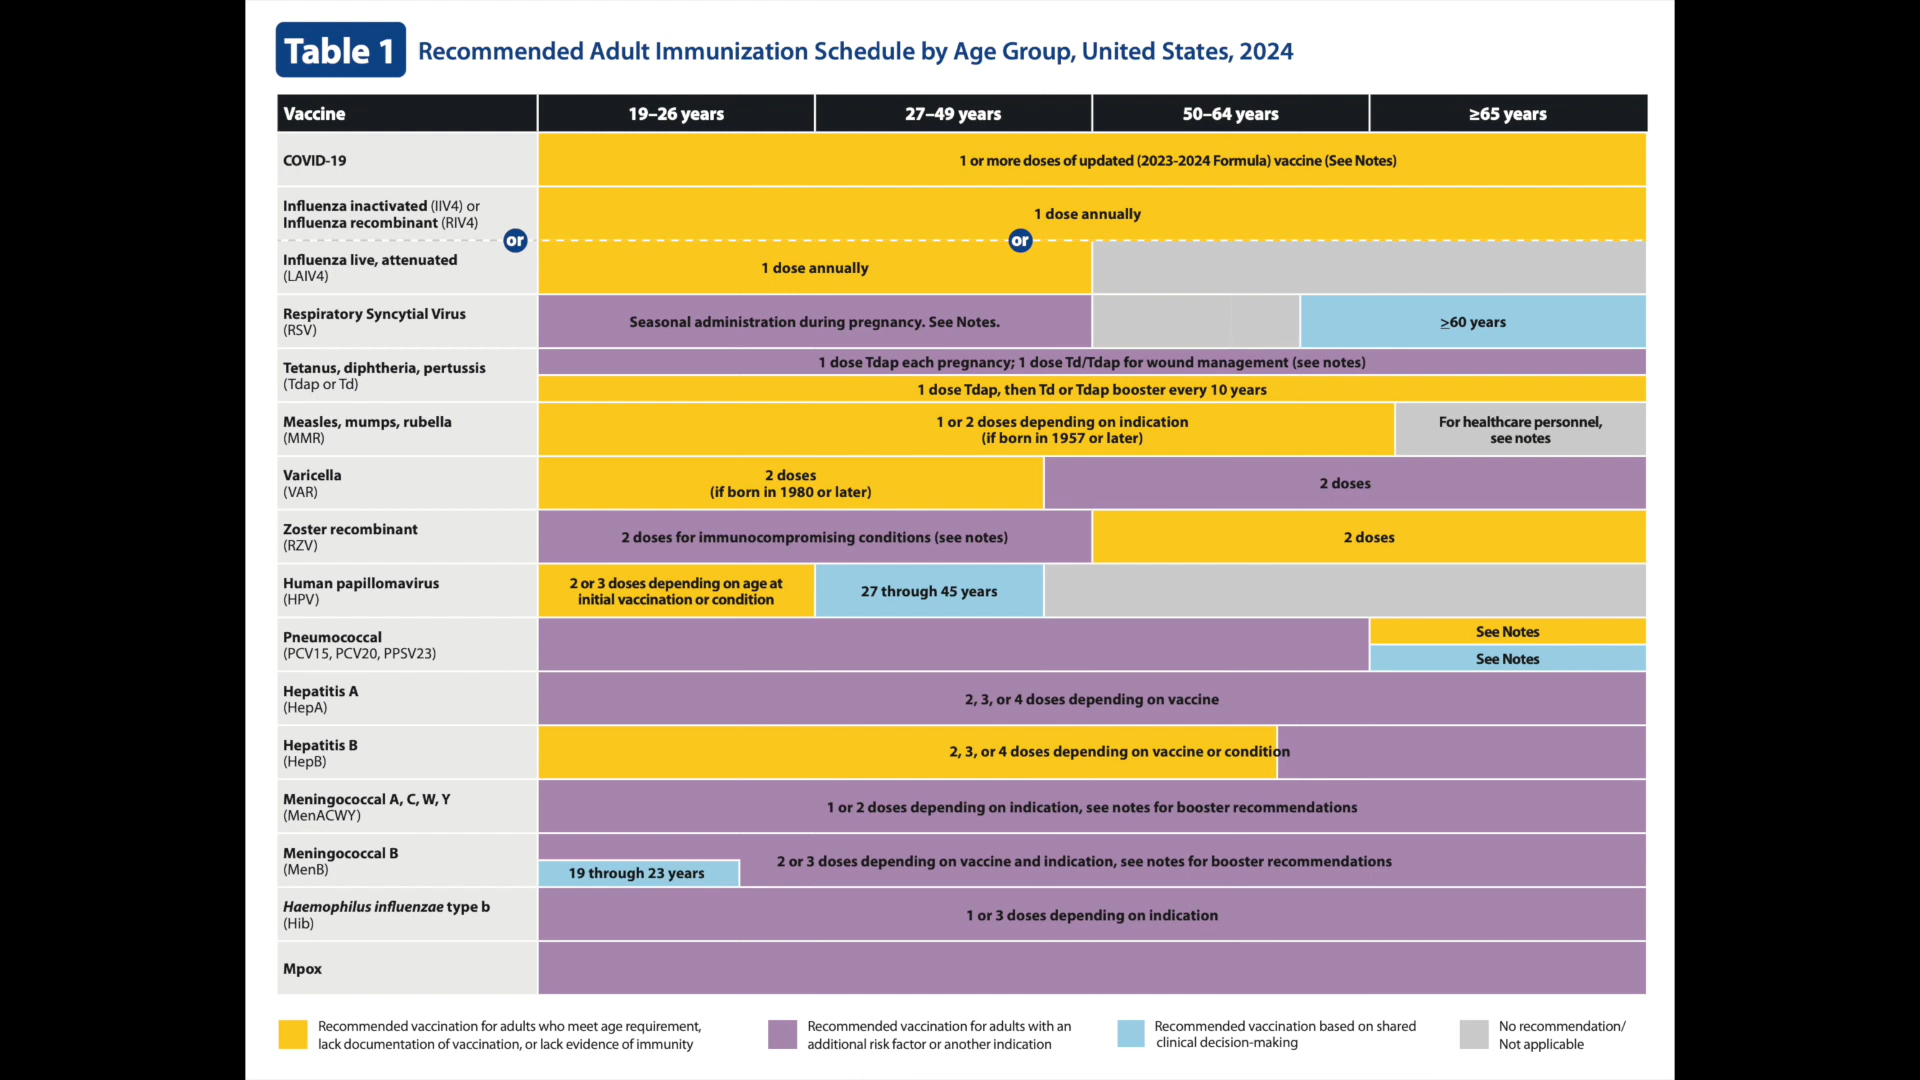 Table 1 Recommended Adult Immunization Schedule by Age Group, United States, 2024
Vaccine 19–26 years 27–49 years 50–64 years ≥65 years
COVID-19
1 or more doses of updated (2023-2024 Formula) vaccine (See Notes)
Influenza inactivated (IIV4) or
Influenza recombinant (RIV4)
1 dose annually
or or
Influenza live, attenuated
(LAIV4)
1 dose annually
Respiratory Syncytial Virus
(RSV)
Seasonal administration during pregnancy. See Notes.
≥60 years
Tetanus, diphtheria, pertussis
(Tdap or Td)
1 dose Tdap each pregnancy; 1 dose Td/Tdap for wound management (see notes)
1 dose Tdap, then Td or Tdap booster every 10 years
Measles, mumps, rubella
(MMR)
1 or 2 doses depending on indication
(if born in 1957 or later)
For healthcare personnel,
see notes
Varicella
(VAR)
2 doses
(if born in 1980 or later)
2 doses
Zoster recombinant
(RZV)
2 doses for immunocompromising conditions (see notes)
2 doses
Human papillomavirus
(HPV)
2 or 3 doses depending on age at
initial vaccination or condition
27 through 45 years
Pneumococcal
(PCV15, PCV20, PPSV23)
See Notes
See Notes
Hepatitis A
(HepA)
2, 3, or 4 doses depending on vaccine
Hepatitis B
(HepB)
2, 3, or 4 doses depending on vaccine or condition
Meningococcal A, C, W, Y
(MenACWY)
1 or 2 doses depending on indication, see notes for booster recommendations
Meningococcal B
(MenB)
2 or 3 doses depending on vaccine and indication, see notes for booster recommendations
19 through 23 years
Haemophilus influenzae type b
(Hib)
1 or 3 doses depending on indication
Mpox
Recommended vaccination for adults who meet age requirement,
lack documentation of vaccination, or lack evidence of immunity
Recommended vaccination for adults with an
additional risk factor or another indication
Recommended vaccination based on shared
clinical decision-making
No recommendation/
Not applicable